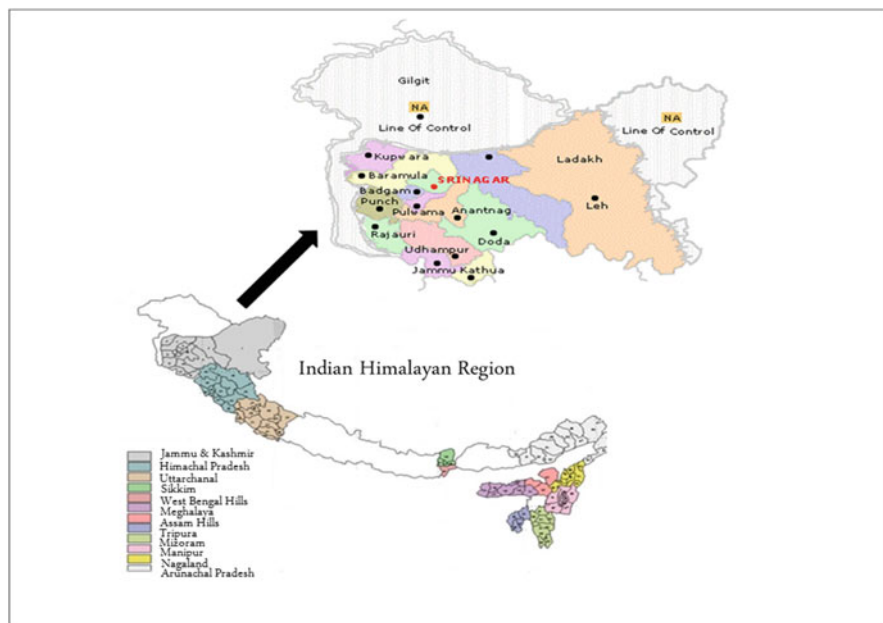 Gilgit
NA
Line Of Control
NA
Line Of Control
Kupwara
Ladakh
Baramula
SRINAGAR
Badgam
Punch
Pulwama
Anantnag
Leh
Rajauri
Doda
Udhampur
Jammu Kathua
Indian Himalayan Region
Jammu & Kashmir
Himachal Pradesh
Uttarchanal
Sikkim
West Bengal Hills
Meghalaya
Assam Hills
Tripura
Mizoram
Manipur
Nagaland
Arunachal Pradesh